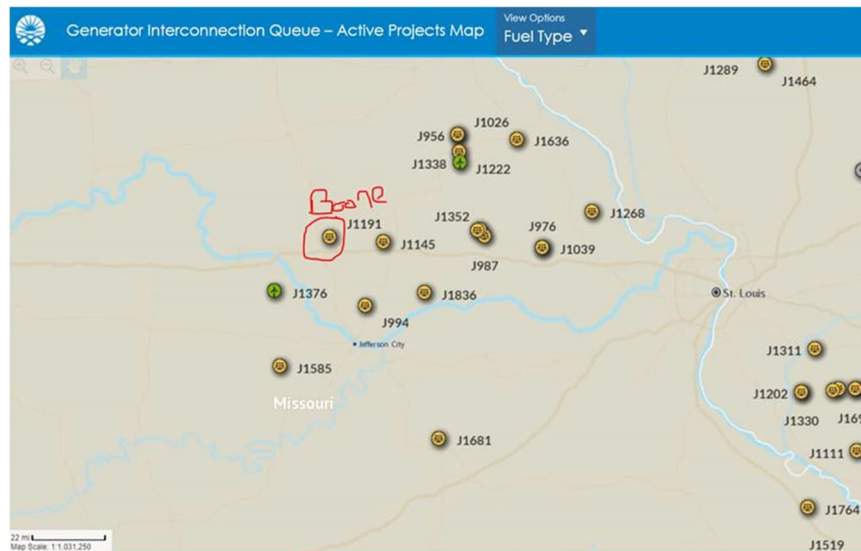 Generator Interconnection Queue – Active Projects Map
View Options
Fuel Type
J1289
J1464
J1026
J956
J1636
J1338
J1222
Boone
J1191
J1352
J976
J1268
J1145
J1039
J987
J1376
J1836
St. Louis
J994
Jefferson City
J1311
J1585
J1202
Missouri
J1330
J169
J1681
J1111
J1764
J1519
22 mi
Map Scale: 1:1,031,250